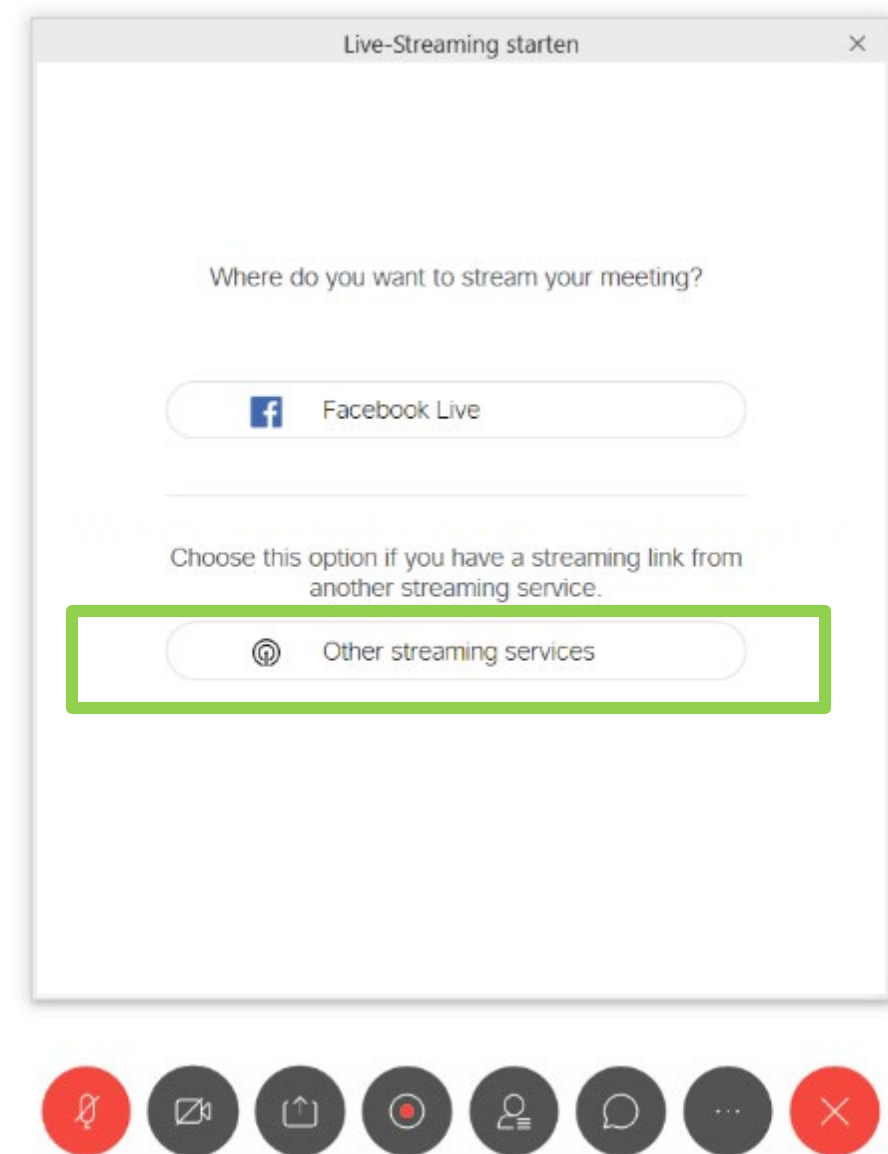 Live-Streaming starten
Where do you want to stream your meeting?
Facebook Live
Choose this option if you have a streaming link from
another streaming service.
Other streaming services